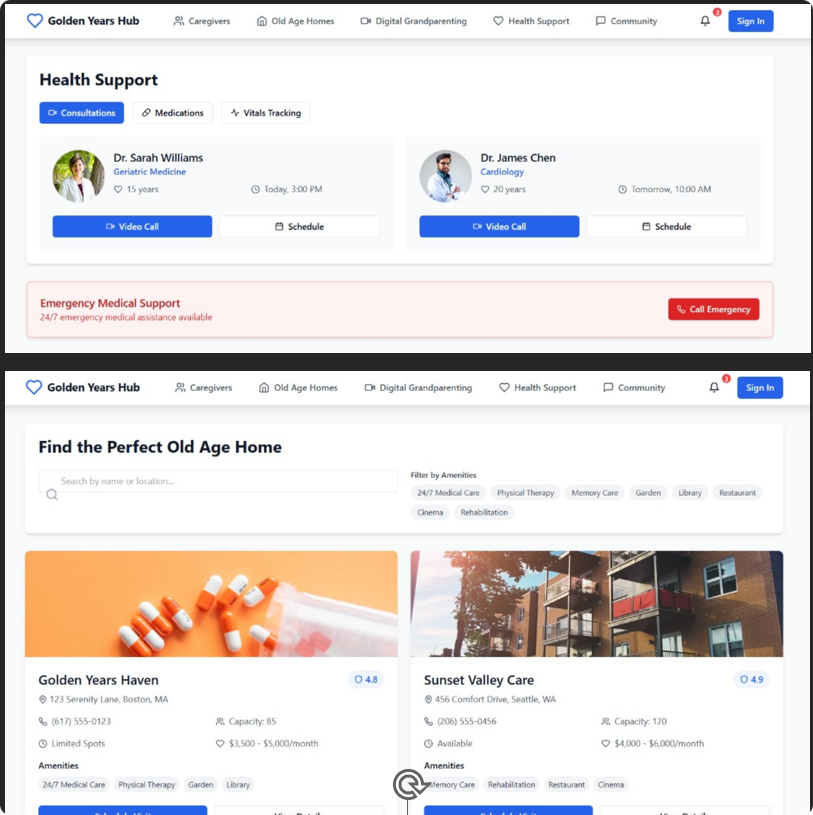 Golden Years Hub Caregivers Old Age Homes Digital Grandparenting Health Support Community 3 Sign In
Health Support
Consultations Medications Vitals Tracking
Dr. Sarah Williams
Geriatric Medicine
15 years Today, 3:00 PM
Video Call Schedule
Dr. James Chen
Cardiology
20 years Tomorrow, 10:00 AM
Video Call Schedule
Emergency Medical Support
24/7 emergency medical assistance available
Call Emergency
Golden Years Hub Caregivers Old Age Homes Digital Grandparenting Health Support Community 3 Sign In
Find the Perfect Old Age Home
Search by name or location...
Filter by Amenities
24/7 Medical Care Physical Therapy Memory Care Garden Library Restaurant
Cinema Rehabilitation
Golden Years Haven 4.8
123 Serenity Lane, Boston, MA
(617) 555-0123 Capacity: 85
Limited Spots $3,500 - $5,000/month
Amenities
24/7 Medical Care Physical Therapy Garden Library
Sunset Valley Care 4.9
456 Comfort Drive, Seattle, WA
(206) 555-0456 Capacity: 120
Available $4,000 - $6,000/month
Amenities
Memory Care Rehabilitation Restaurant Cinema